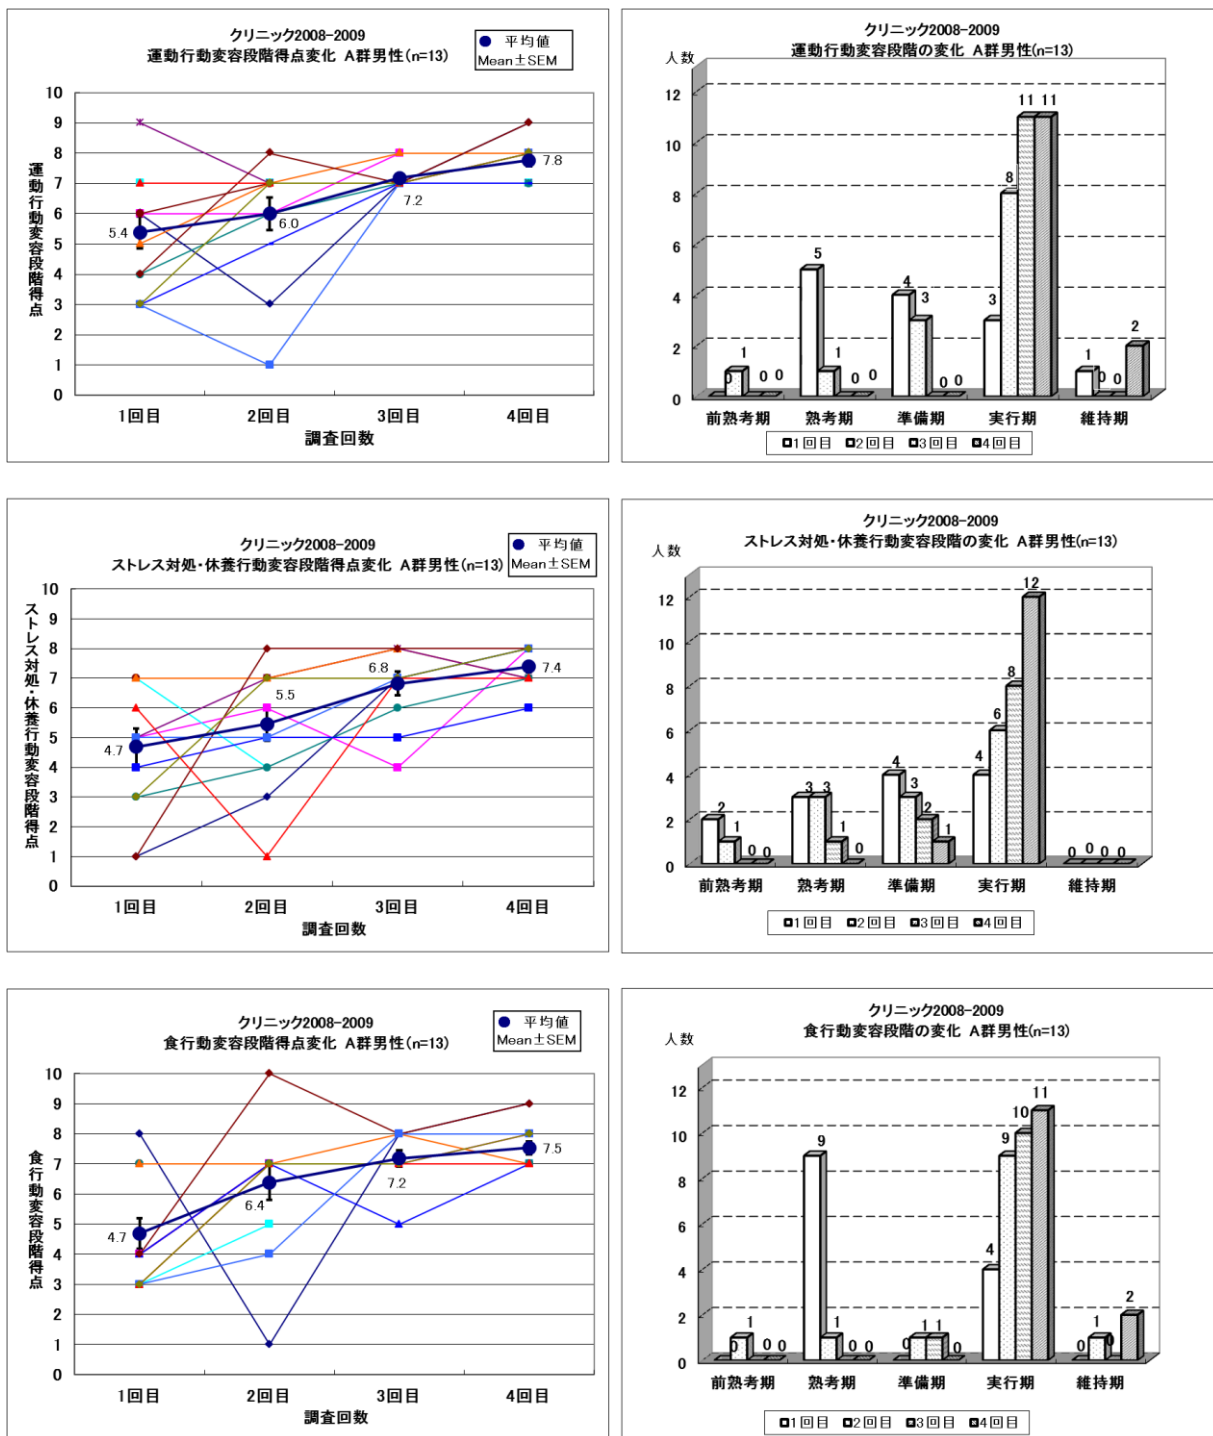 クリニック2008-2009
運動行動変容段階得点変化 A群男性(n=13)
平均値
Mean±SEM
運動行動変容段階得点
10
9
8
7
6
5
4
3
2
1
0
5.4
6.0
7.2
7.8
1回目 2回目 3回目 4回目
調査回数
クリニック2008-2009
運動行動変容段階の変化 A群男性(n=13)
人数
12
10
8
6
4
2
0
0 1 0 0
5 1 0 0
4 3 0 0
3 8 11 11
1 0 0 2
前熟考期 熟考期 準備期 実行期 維持期
1回目 2回目 3回目 4回目
クリニック2008-2009
ストレス対処・休養行動変容段階得点変化 A群男性(n=13)
平均値
Mean±SEM
ストレス対処・休養行動変容段階得点
10
9
8
7
6
5
4
3
2
1
0
4.7
5.5
6.8
7.4
1回目 2回目 3回目 4回目
調査回数
クリニック2008-2009
ストレス対処・休養行動変容段階の変化 A群男性(n=13)
人数
12
10
8
6
4
2
0
2 1 0 0
3 3 1 0
4 3 2 1
4 6 8 12
0 0 0 0
前熟考期 熟考期 準備期 実行期 維持期
1回目 2回目 3回目 4回目
クリニック2008-2009
食行動変容段階得点変化 A群男性(n=13)
平均値
Mean±SEM
食行動変容段階得点
10
9
8
7
6
5
4
3
2
1
0
4.7
6.4
7.2
7.5
1回目 2回目 3回目 4回目
調査回数
クリニック2008-2009
食行動変容段階の変化 A群男性(n=13)
人数
12
10
8
6
4
2
0
0 1 0 0
9 1 0 0
0 1 1 0
4 9 10 11
0 1 0 2
前熟考期 熟考期 準備期 実行期 維持期
1回目 2回目 3回目 4回目